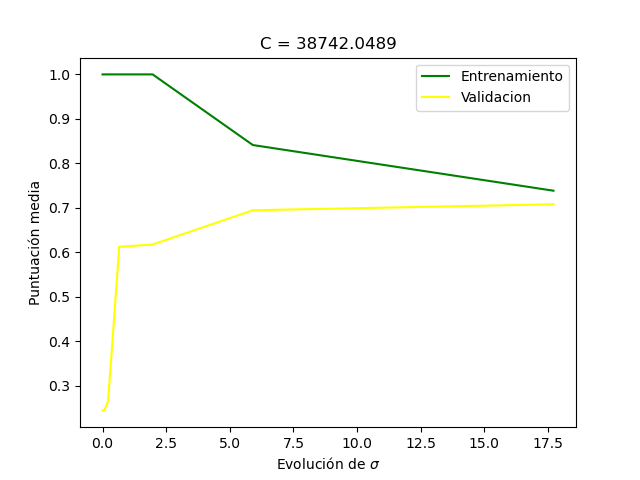 C = 38742.0489
Entrenamiento
Validacion
Puntuación media
1.0
0.9
0.8
0.7
0.6
0.5
0.4
0.3
0.0 2.5 5.0 7.5 10.0 12.5 15.0 17.5
Evolución de σ